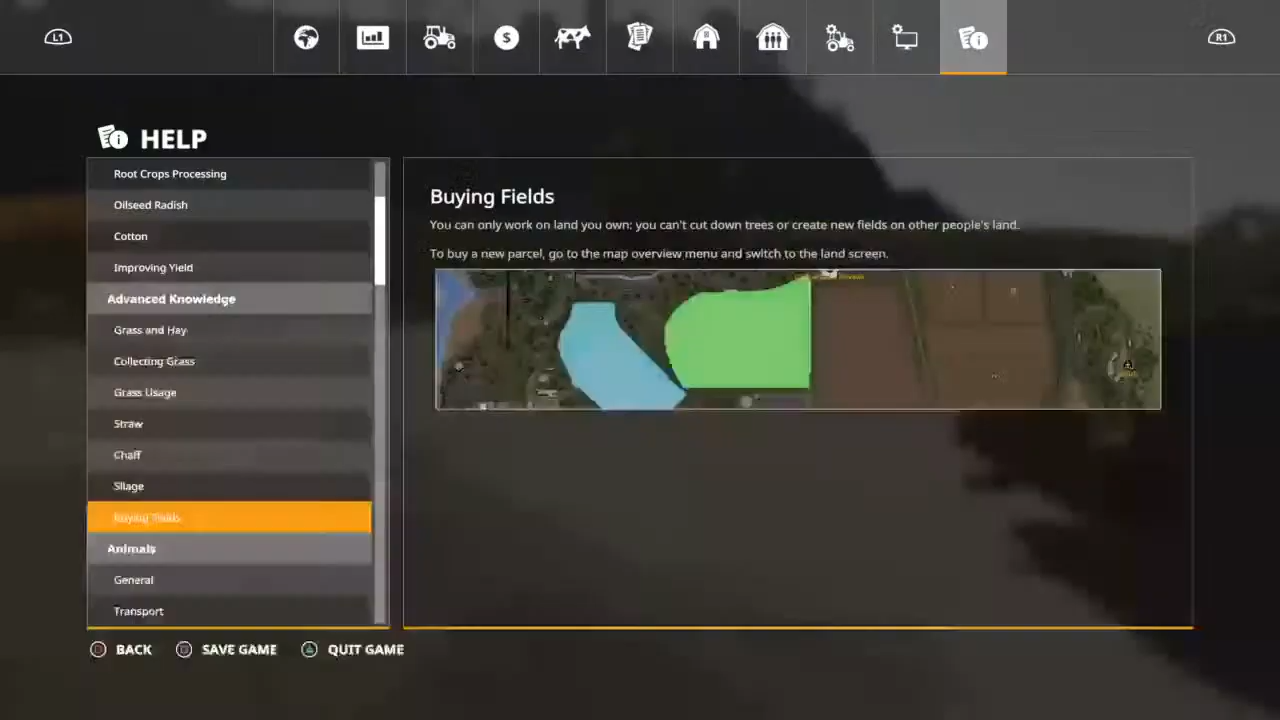 L1
$
R1
HELP
Root Crops Processing
Oilseed Radish
Cotton
Improving Yield
Advanced Knowledge
Grass and Hay
Collecting Grass
Grass Usage
Straw
Chaff
Silage
Buying Fields
Animals
General
Transport
Buying Fields
You can only work on land you own: you can't cut down trees or create new fields on other people's land.
To buy a new parcel, go to the map overview menu and switch to the land screen.
BACK
SAVE GAME
QUIT GAME